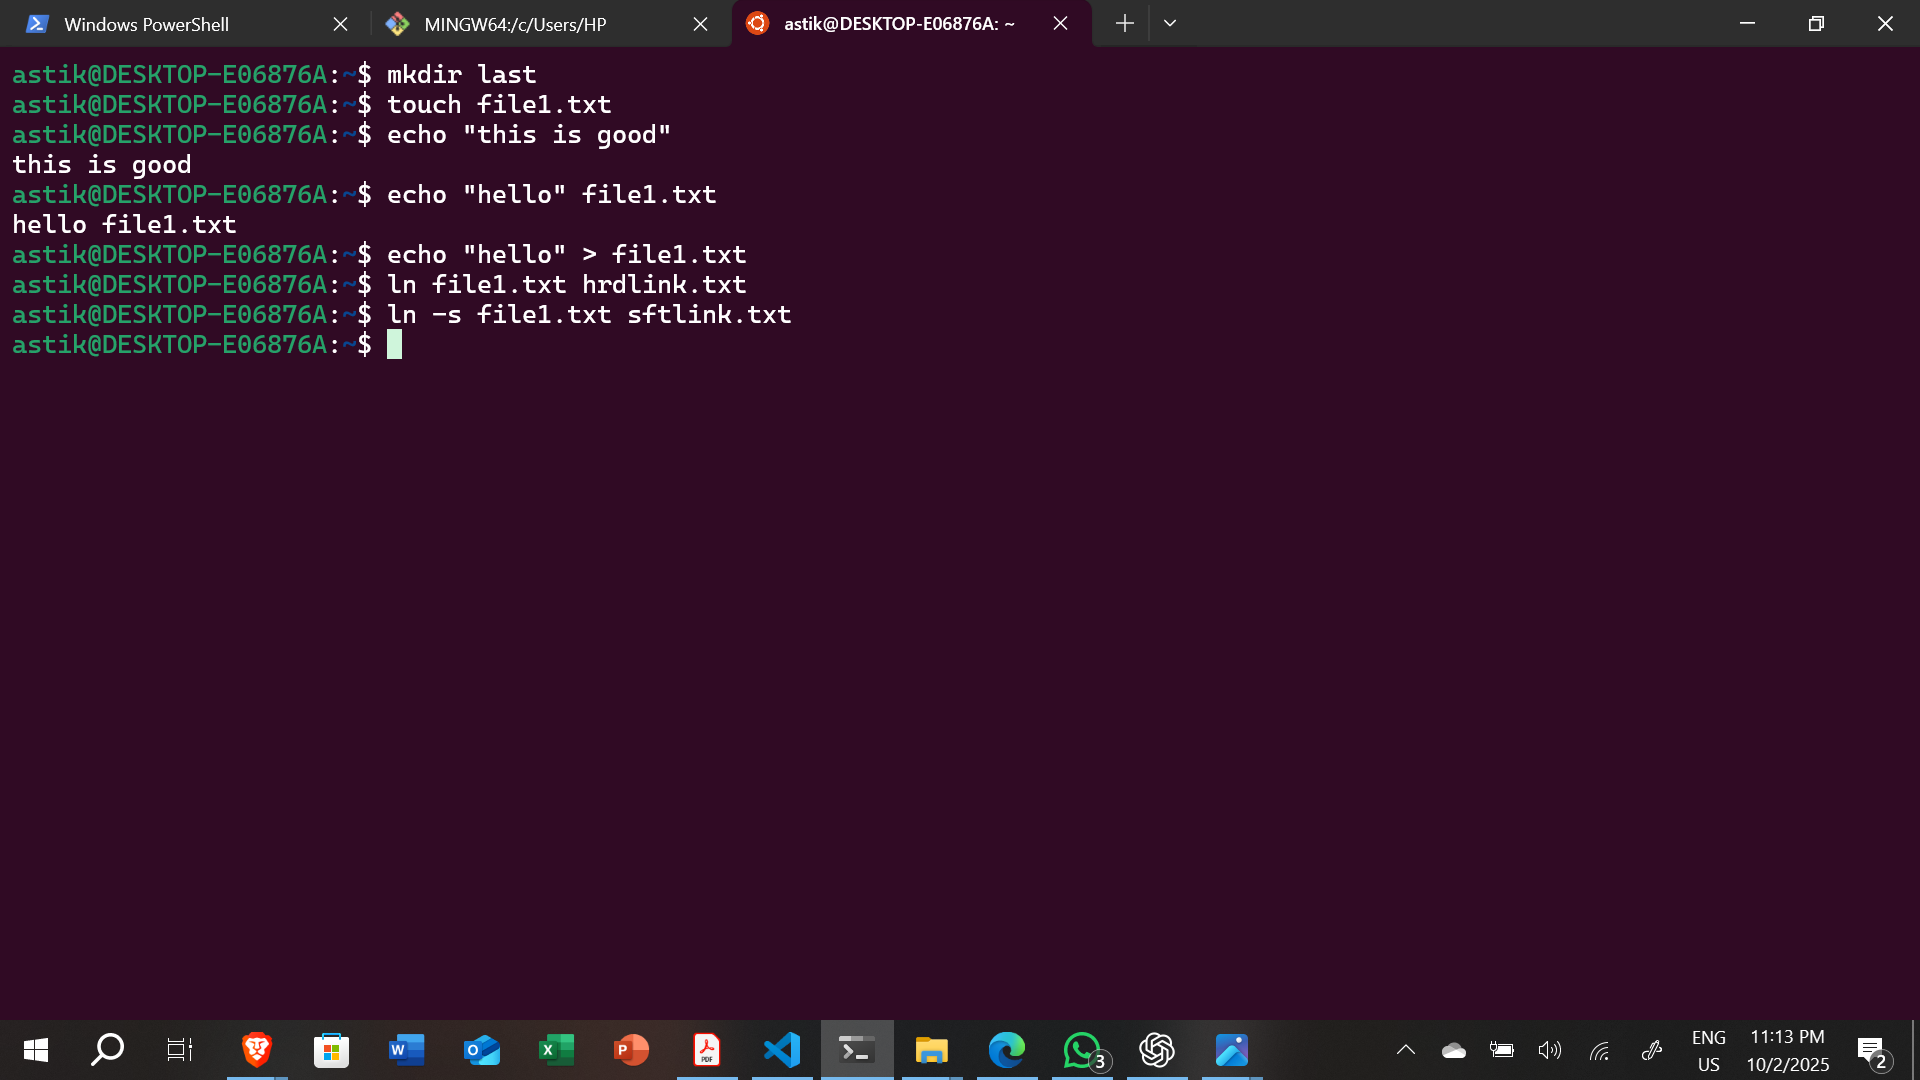 Windows PowerShell
MINGW64:/c/Users/HP
astik@DESKTOP-E06876A: ~
astik@DESKTOP-E06876A:~$ mkdir last
astik@DESKTOP-E06876A:~$ touch file1.txt
astik@DESKTOP-E06876A:~$ echo "this is good"
this is good
astik@DESKTOP-E06876A:~$ echo "hello" file1.txt
hello file1.txt
astik@DESKTOP-E06876A:~$ echo "hello" > file1.txt
astik@DESKTOP-E06876A:~$ ln file1.txt hrdlink.txt
astik@DESKTOP-E06876A:~$ ln -s file1.txt sftlink.txt
astik@DESKTOP-E06876A:~$
W
O
X
P
PDF
3
ENG
US
11:13 PM
10/2/2025
2